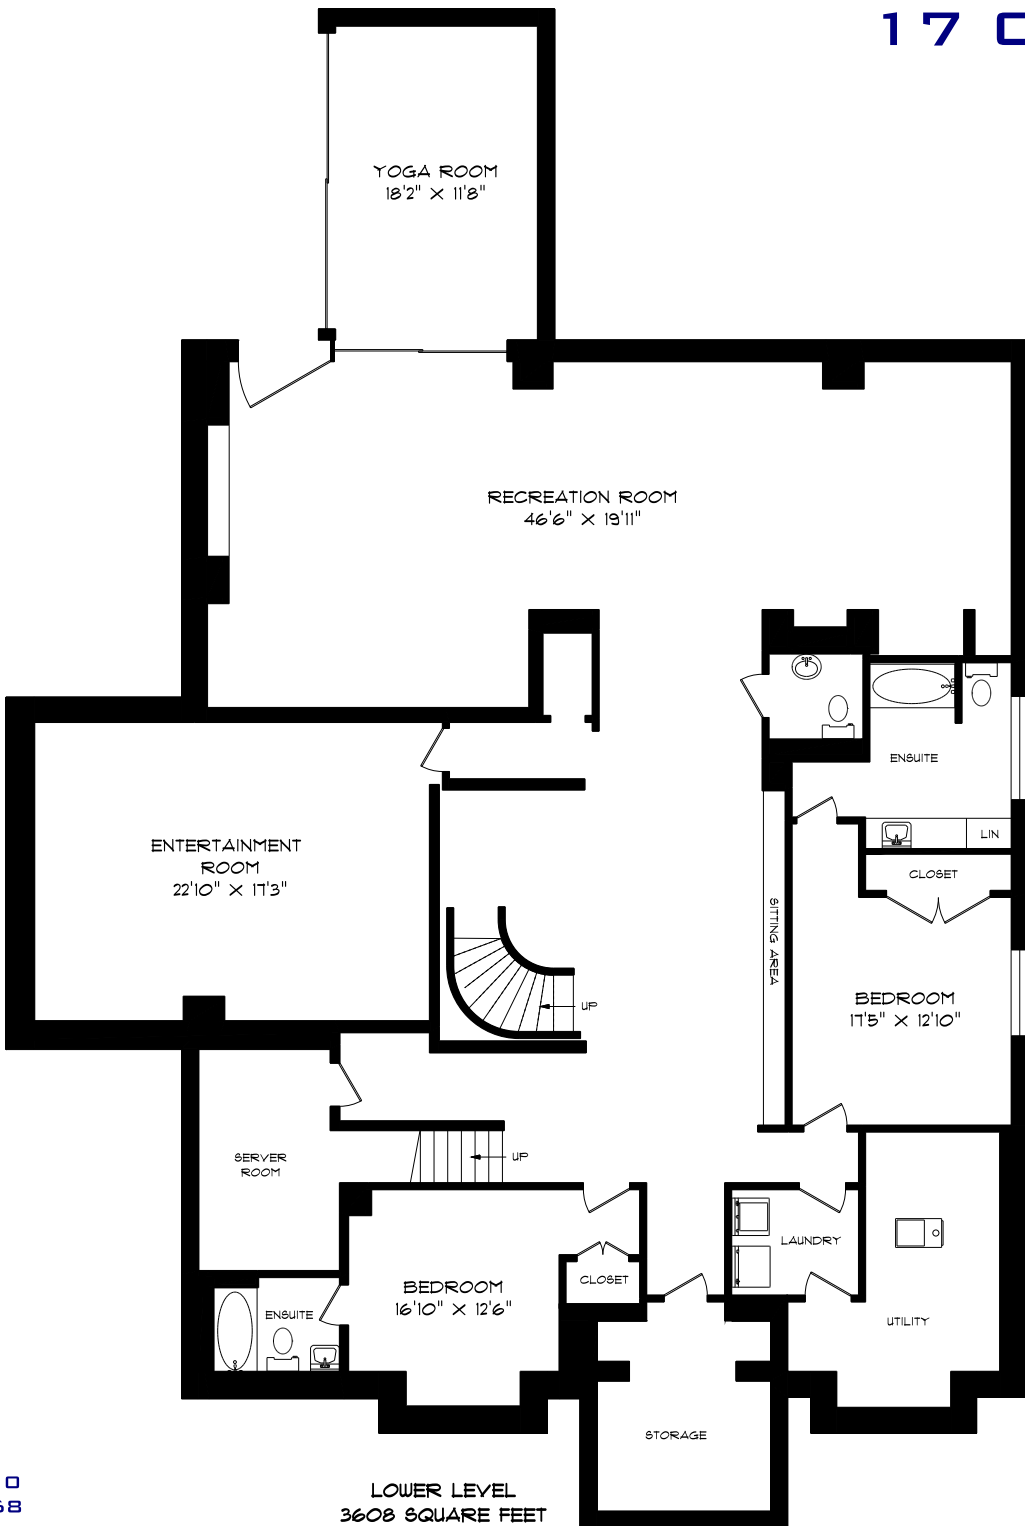 17 C
YOGA ROOM
18'2" X 11'8"
RECREATION ROOM
46'6" X 19'11"
ENSUITE
LIN
CLOSET
ENTERTAINMENT
ROOM
22'10" X 17'3"
SITTING AREA
BEDROOM
17'5" X 12'10"
UP
SERVER
ROOM
UP
LAUNDRY
BEDROOM
16'10" X 12'6"
CLOSET
ENSUITE
UTILITY
STORAGE
LOWER LEVEL
3608 SQUARE FEET